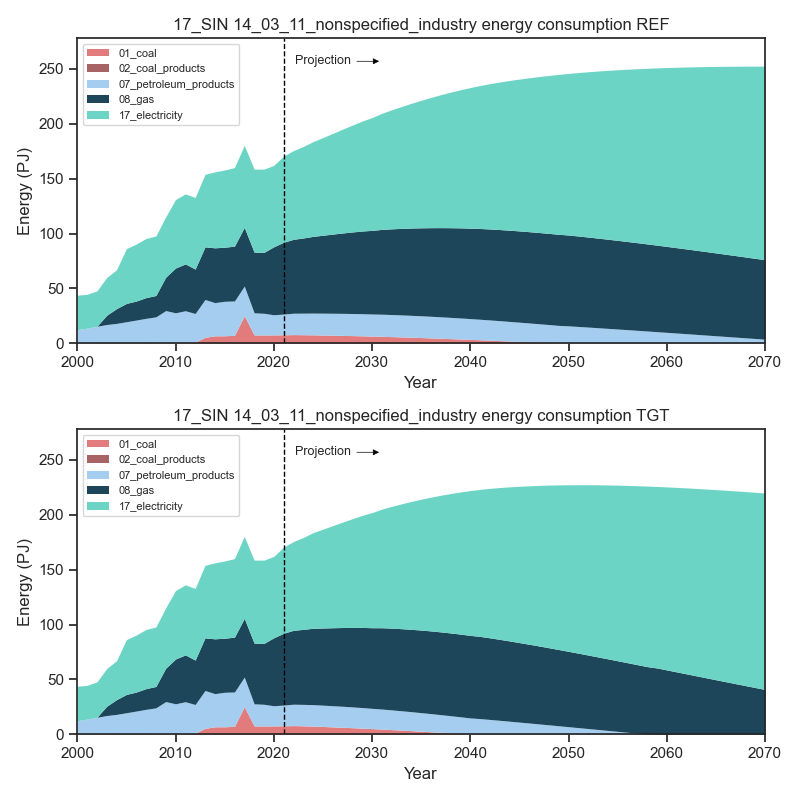 17_SIN 14_03_11_nonspecified_industry energy consumption REF
01_coal
02_coal_products
07_petroleum_products
08_gas
17_electricity
Projection
250
200
150
100
50
0
Energy (PJ)
2000 2010 2020 2030 2040 2050 2060 2070
Year
17_SIN 14_03_11_nonspecified_industry energy consumption TGT
01_coal
02_coal_products
07_petroleum_products
08_gas
17_electricity
Projection
250
200
150
100
50
0
Energy (PJ)
2000 2010 2020 2030 2040 2050 2060 2070
Year